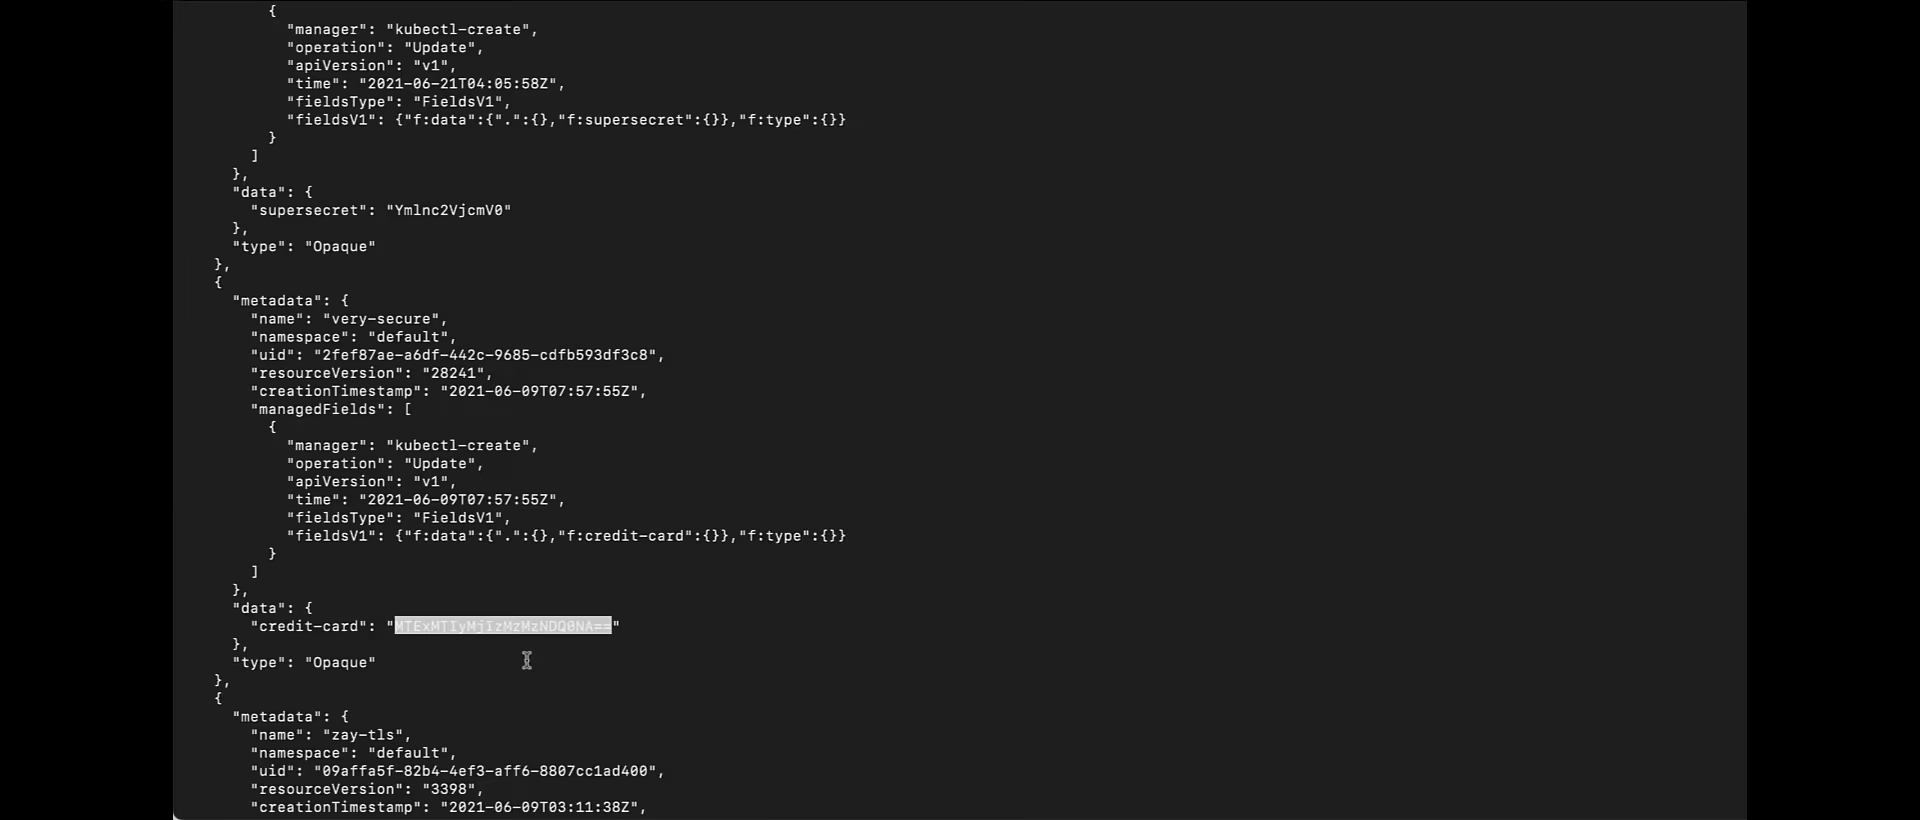 {
"manager": "kubectl-create",
"operation": "Update",
"apiVersion": "v1",
"time": "2021-06-21T04:05:58Z",
"fieldsType": "FieldsV1",
"fieldsV1": {"f:data":{".":{},"f:supersecret":{}},"f:type":{}}
}
]
},
"data": {
"supersecret": "Ymlnc2VjcmV0"
},
"type": "Opaque"
},
{
"metadata": {
"name": "very-secure",
"namespace": "default",
"uid": "2fef87ae-a6df-442c-9685-cdfb593df3c8",
"resourceVersion": "28241",
"creationTimestamp": "2021-06-09T07:57:55Z",
"managedFields": [
{
"manager": "kubectl-create",
"operation": "Update",
"apiVersion": "v1",
"time": "2021-06-09T07:57:55Z",
"fieldsType": "FieldsV1",
"fieldsV1": {"f:data":{".":{},"f:credit-card":{}},"f:type":{}}
}
]
},
"data": {
"credit-card": "MTExMTIyMjIzMzMzNDQ0NA=="
},
"type": "Opaque"
},
{
"metadata": {
"name": "zay-tls",
"namespace": "default",
"uid": "09affa5f-82b4-4ef3-aff6-8807cc1ad400",
"resourceVersion": "3398",
"creationTimestamp": "2021-06-09T03:11:38Z",